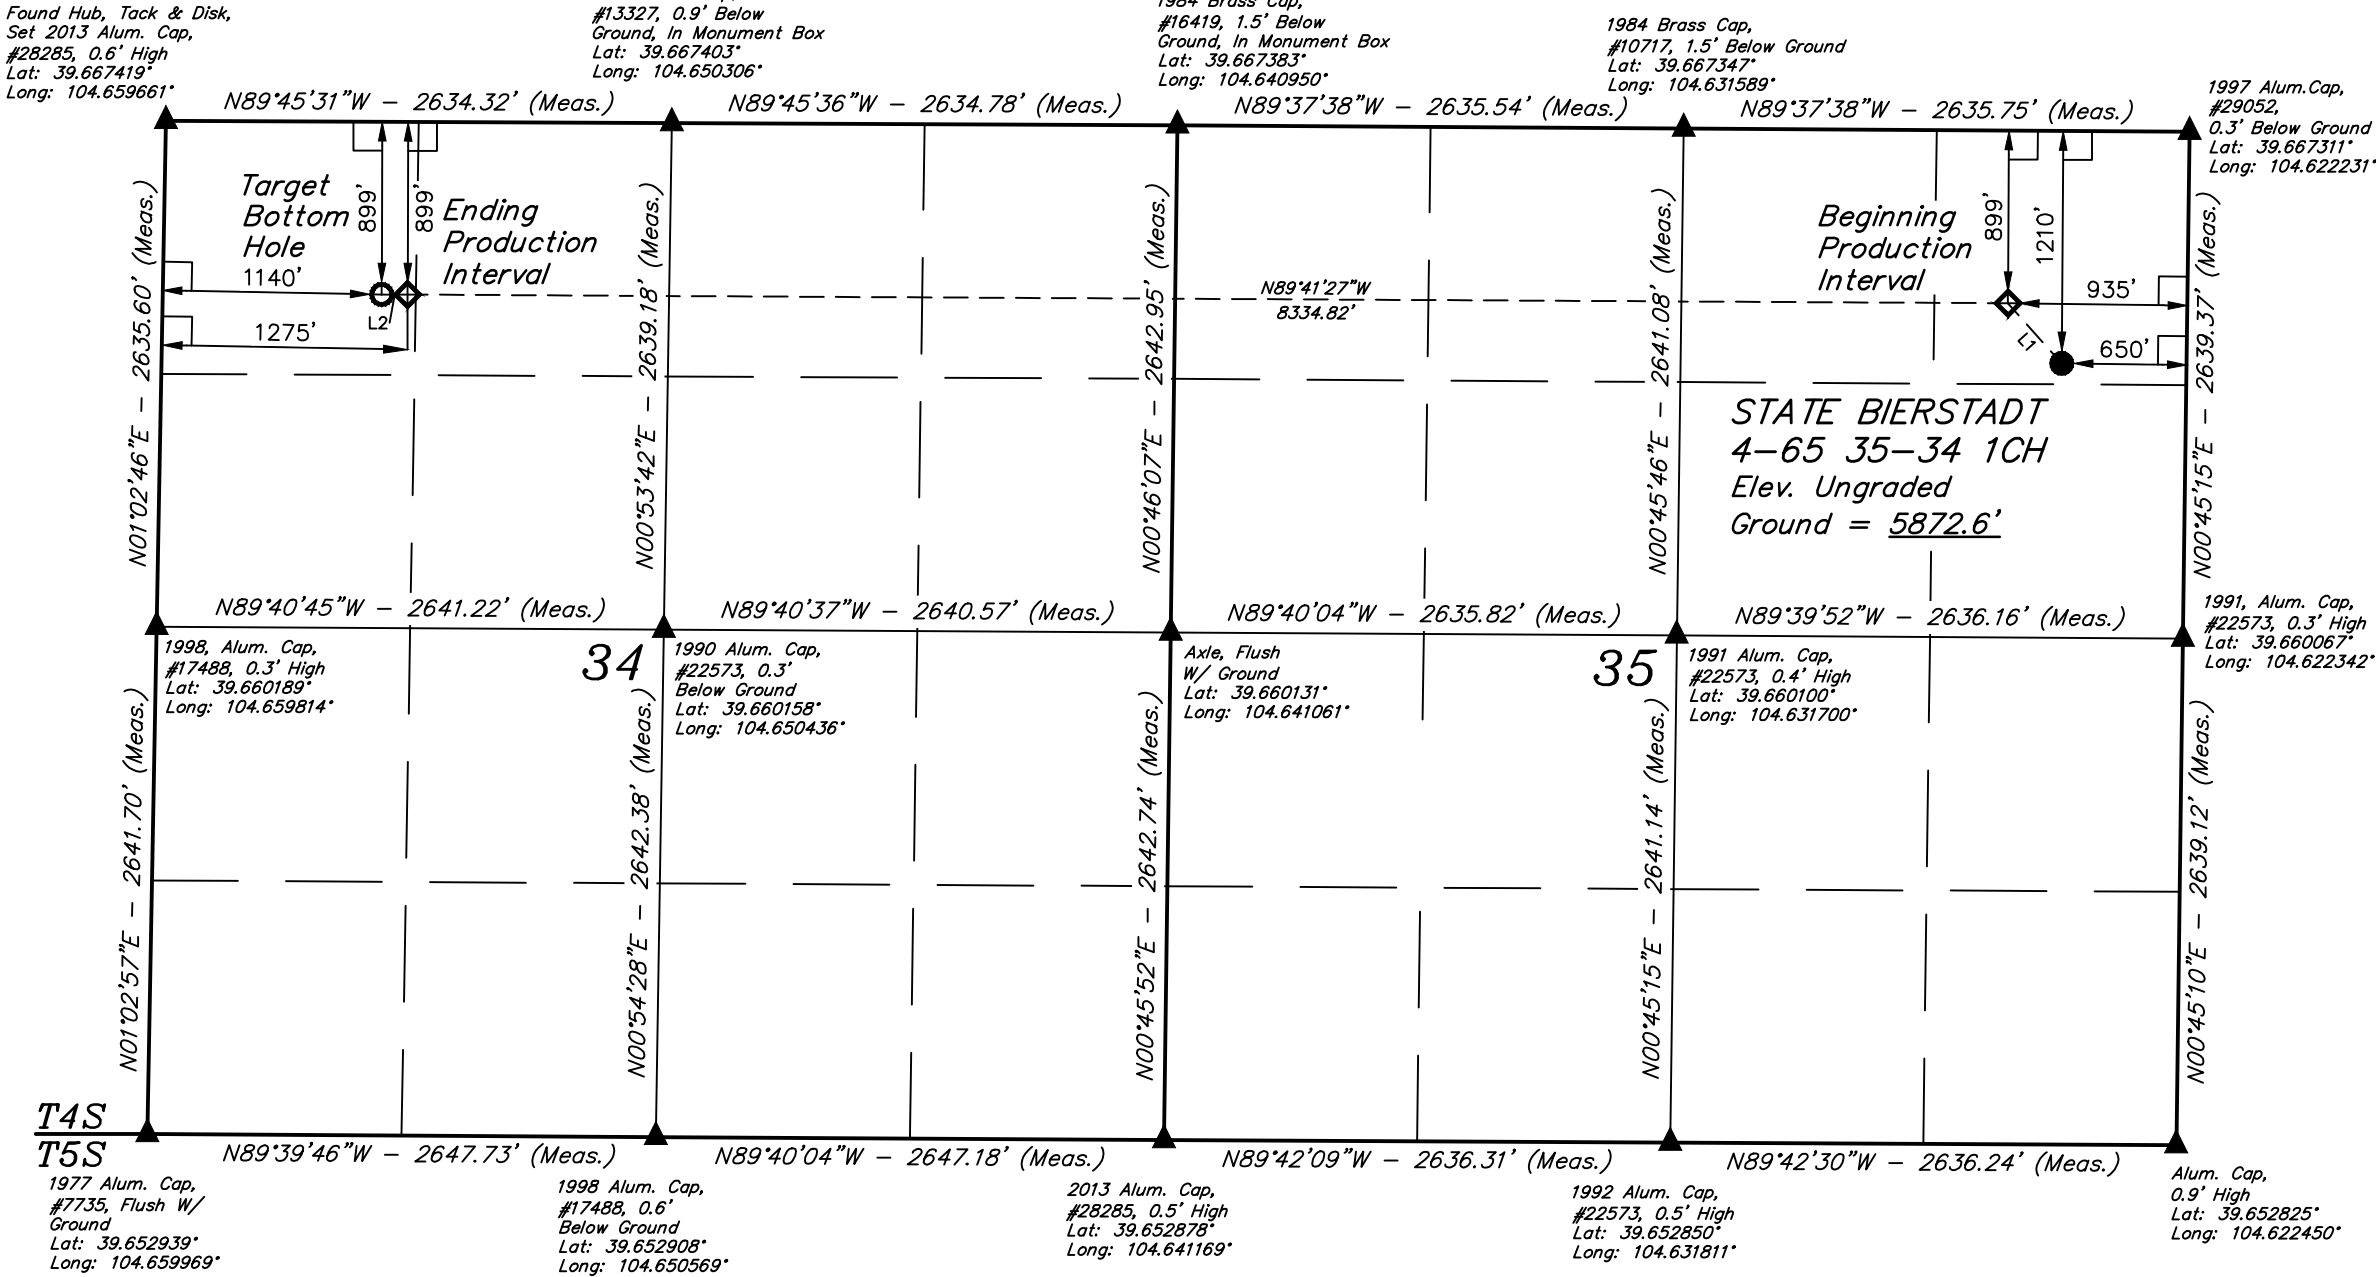 Found Hub, Tack & Disk,
Set 2013 Alum. Cap,
#28285, 0.6' High
Lat: 39.667419°
Long: 104.659661°
#13327, 0.9' Below
Ground, In Monument Box
Lat: 39.667403°
Long: 104.650306°
1984 Brass Cap,
#16419, 1.5' Below
Ground, In Monument Box
Lat: 39.667383°
Long: 104.640950°
1984 Brass Cap,
#10717, 1.5' Below Ground
Lat: 39.667347°
Long: 104.631589°
1997 Alum.Cap,
#29052,
0.3' Below Ground
Lat: 39.667311°
Long: 104.622231°
N89°45'31"W - 2634.32' (Meas.)
N89°45'36"W - 2634.78' (Meas.)
N89°37'38"W - 2635.54' (Meas.)
N89°37'38"W - 2635.75' (Meas.)
Target
Bottom
Hole
899'
899'
Ending
Production
Interval
1140'
L2
1275'
N89°41'27"W
8334.82'
Beginning
Production
Interval
899'
1210'
935'
L1
650'
N01°02'46"E - 2635.60' (Meas.)
N00°53'42"E - 2639.18' (Meas.)
N00°46'07"E - 2642.95' (Meas.)
N00°45'46"E - 2641.08' (Meas.)
N00°45'15"E - 2639.37' (Meas.)
STATE BIERSTADT
4-65 35-34 1CH
Elev. Ungraded
Ground = 5872.6'
N89°40'45"W - 2641.22' (Meas.)
N89°40'37"W - 2640.57' (Meas.)
N89°40'04"W - 2635.82' (Meas.)
N89°39'52"W - 2636.16' (Meas.)
1998, Alum. Cap,
#17488, 0.3' High
Lat: 39.660189°
Long: 104.659814°
34
1990 Alum. Cap,
#22573, 0.3'
Below Ground
Lat: 39.660158°
Long: 104.650436°
Axle, Flush
W/ Ground
Lat: 39.660131°
Long: 104.641061°
35
1991 Alum. Cap,
#22573, 0.4' High
Lat: 39.660100°
Long: 104.631700°
1991, Alum. Cap,
#22573, 0.3' High
Lat: 39.660067°
Long: 104.622342°
N01°02'57"E - 2641.70' (Meas.)
N00°54'28"E - 2642.38' (Meas.)
N00°45'52"E - 2642.74' (Meas.)
N00°45'15"E - 2641.14' (Meas.)
N00°45'10"E - 2639.12' (Meas.)
T4S
T5S
N89°39'46"W - 2647.73' (Meas.)
N89°40'04"W - 2647.18' (Meas.)
N89°42'09"W - 2636.31' (Meas.)
N89°42'30"W - 2636.24' (Meas.)
1977 Alum. Cap,
#7735, Flush W/
Ground
Lat: 39.652939°
Long: 104.659969°
1998 Alum. Cap,
#17488, 0.6'
Below Ground
Lat: 39.652908°
Long: 104.650569°
2013 Alum. Cap,
#28285, 0.5' High
Lat: 39.652878°
Long: 104.641169°
1992 Alum. Cap,
#22573, 0.5' High
Lat: 39.652850°
Long: 104.631811°
Alum. Cap,
0.9' High
Lat: 39.652825°
Long: 104.622450°